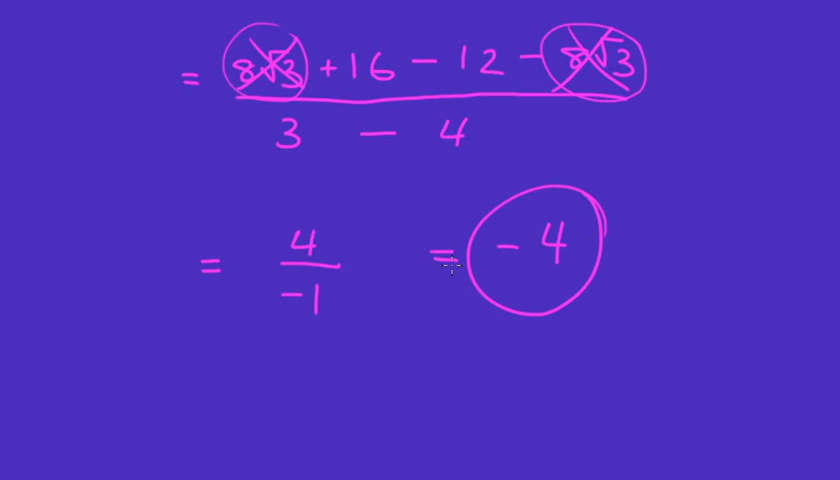 = 8√3 + 16 - 12 - 8√3
3 - 4
= 4 = - 4
-1